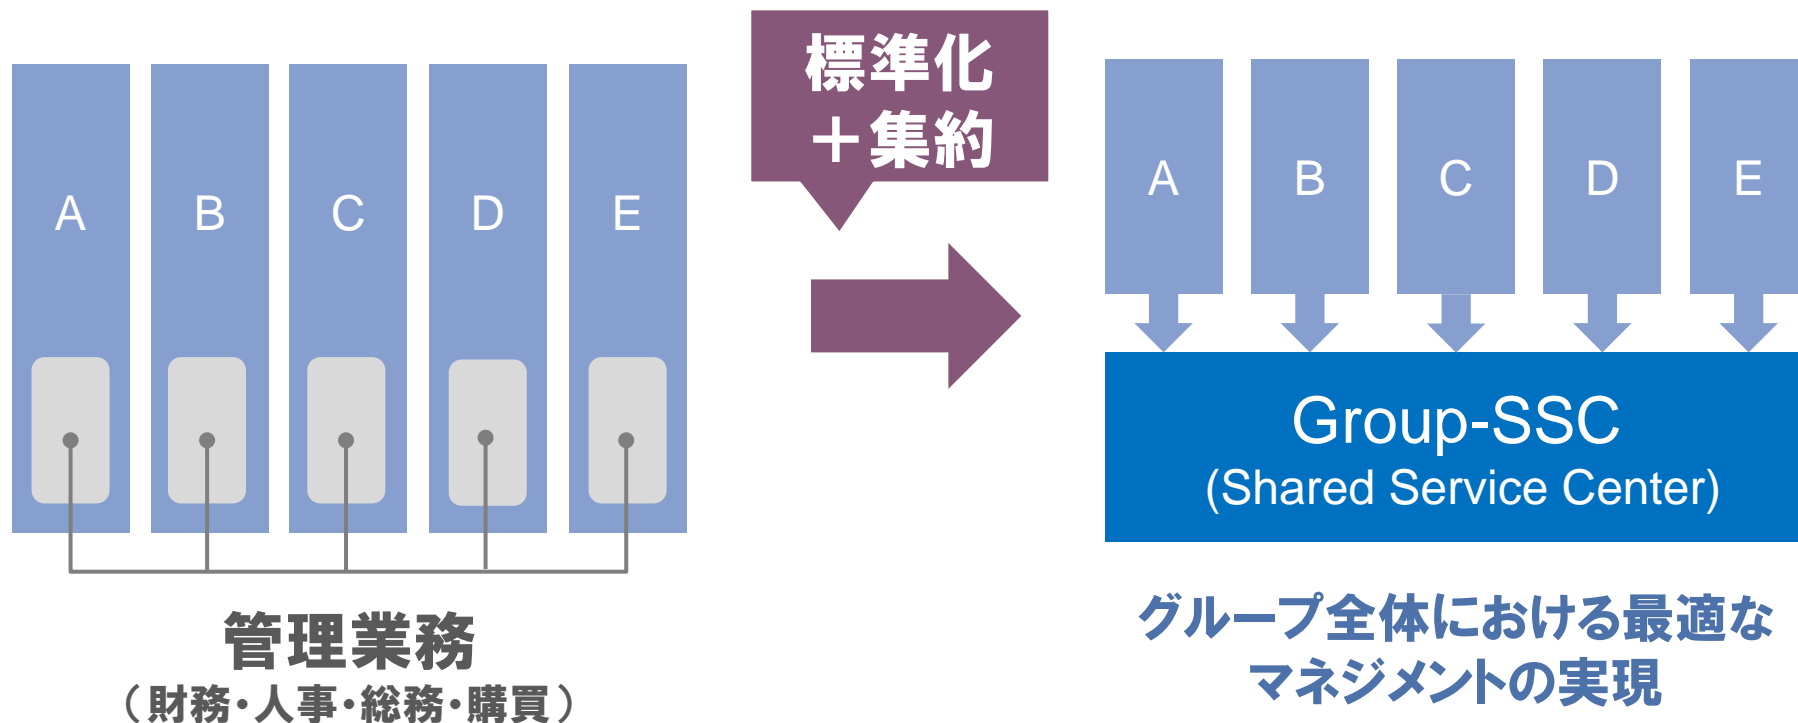 標準化
＋集約
A
B
C
D
E
管理業務
（財務・人事・総務・購買）
A
B
C
D
E
Group-SSC
(Shared Service Center)
グループ全体における最適な
マネジメントの実現